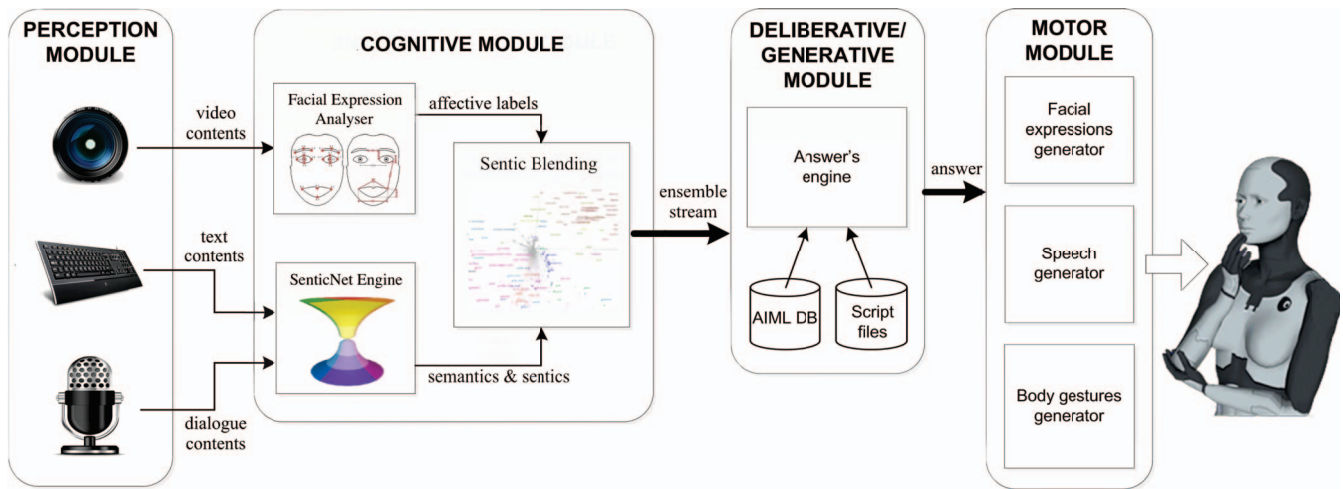 PERCEPTION
MODULE
video
contents
text
contents
dialogue
contents
COGNITIVE MODULE
Facial Expression
Analyser
affective labels
SenticNet Engine
semantics & sentics
Sentic Blending
ensemble
stream
DELIBERATIVE/
GENERATIVE
MODULE
Answer's
engine
AIML DB
Script
files
answer
MOTOR
MODULE
Facial
expressions
generator
Speech
generator
Body gestures
generator